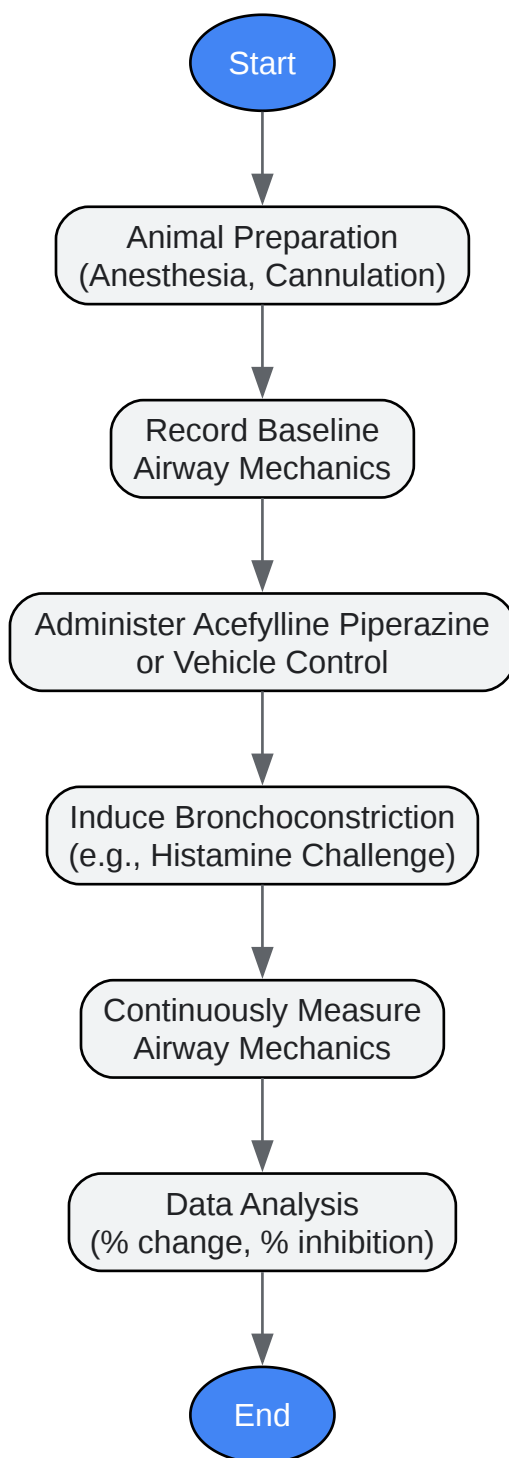 Start
Animal Preparation
(Anesthesia, Cannulation)
Record Baseline
Airway Mechanics
Administer Acefylline Piperazine
or Vehicle Control
Induce Bronchoconstriction
(e.g., Histamine Challenge)
Continuously Measure
Airway Mechanics
Data Analysis
(% change, % inhibition)
End